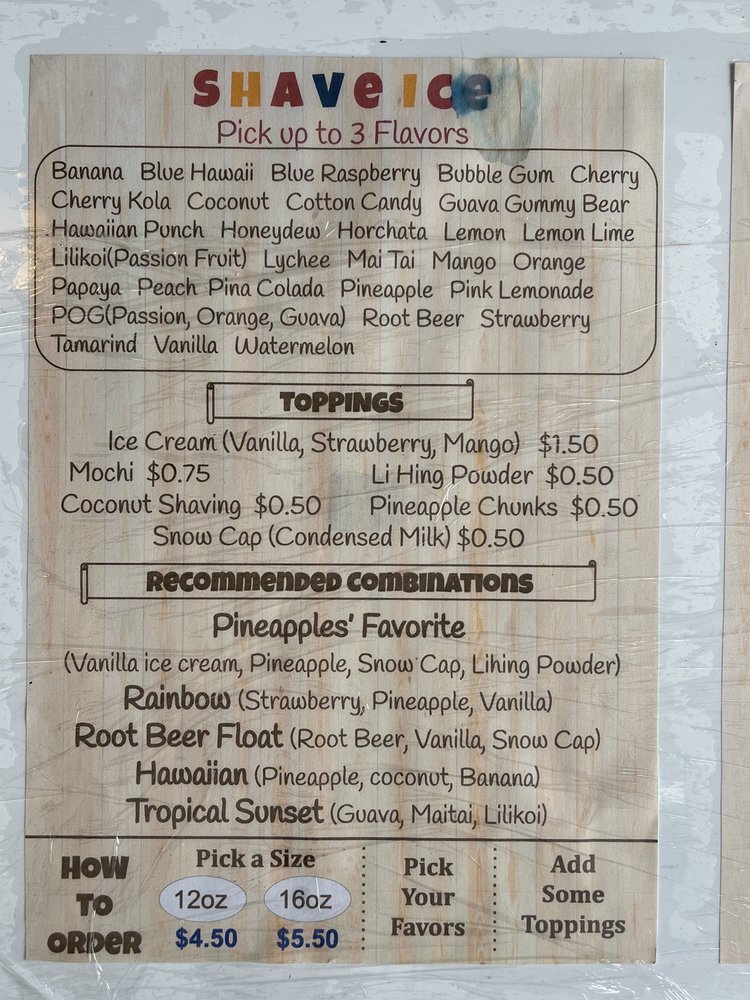 SHAVe ICe
Pick up to 3 Flavors
Banana Blue Hawaii Blue Raspberry Bubble Gum Cherry
Cherry Kola Coconut Cotton Candy Guava Gummy Bear
Hawaiian Punch Honeydew Horchata Lemon Lemon Lime
Lilikoi(Passion Fruit) Lychee Mai Tai Mango Orange
Papaya Peach Pina Colada Pineapple Pink Lemonade
POG(Passion, Orange, Guava) Root Beer Strawberry
Tamarind Vanilla Watermelon
TOPPINGS
Ice Cream (Vanilla, Strawberry, Mango) $1.50
Mochi $0.75 Li Hing Powder $0.50
Coconut Shaving $0.50 Pineapple Chunks $0.50
Snow Cap (Condensed Milk) $0.50
Recommended Combinations
Pineapples' Favorite
(Vanilla ice cream, Pineapple, Snow Cap, Lihing Powder)
Rainbow (Strawberry, Pineapple, Vanilla)
Root Beer Float (Root Beer, Vanilla, Snow Cap)
Hawaiian (Pineapple, coconut, Banana)
Tropical Sunset (Guava, Maitai, Lilikoi)
HOW
TO
ORDER
Pick a Size
12oz 16oz
$4.50 $5.50
Pick
Your
Favors
Add
Some
Toppings